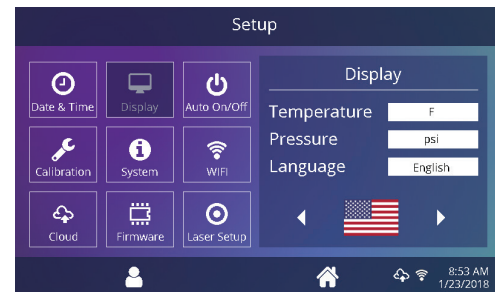 Setup
Date & Time
Display
Auto On/Off
Calibration
System
WIFI
Cloud
Firmware
Laser Setup
Display
Temperature F
Pressure psi
Language English
8:53 AM
1/23/2018